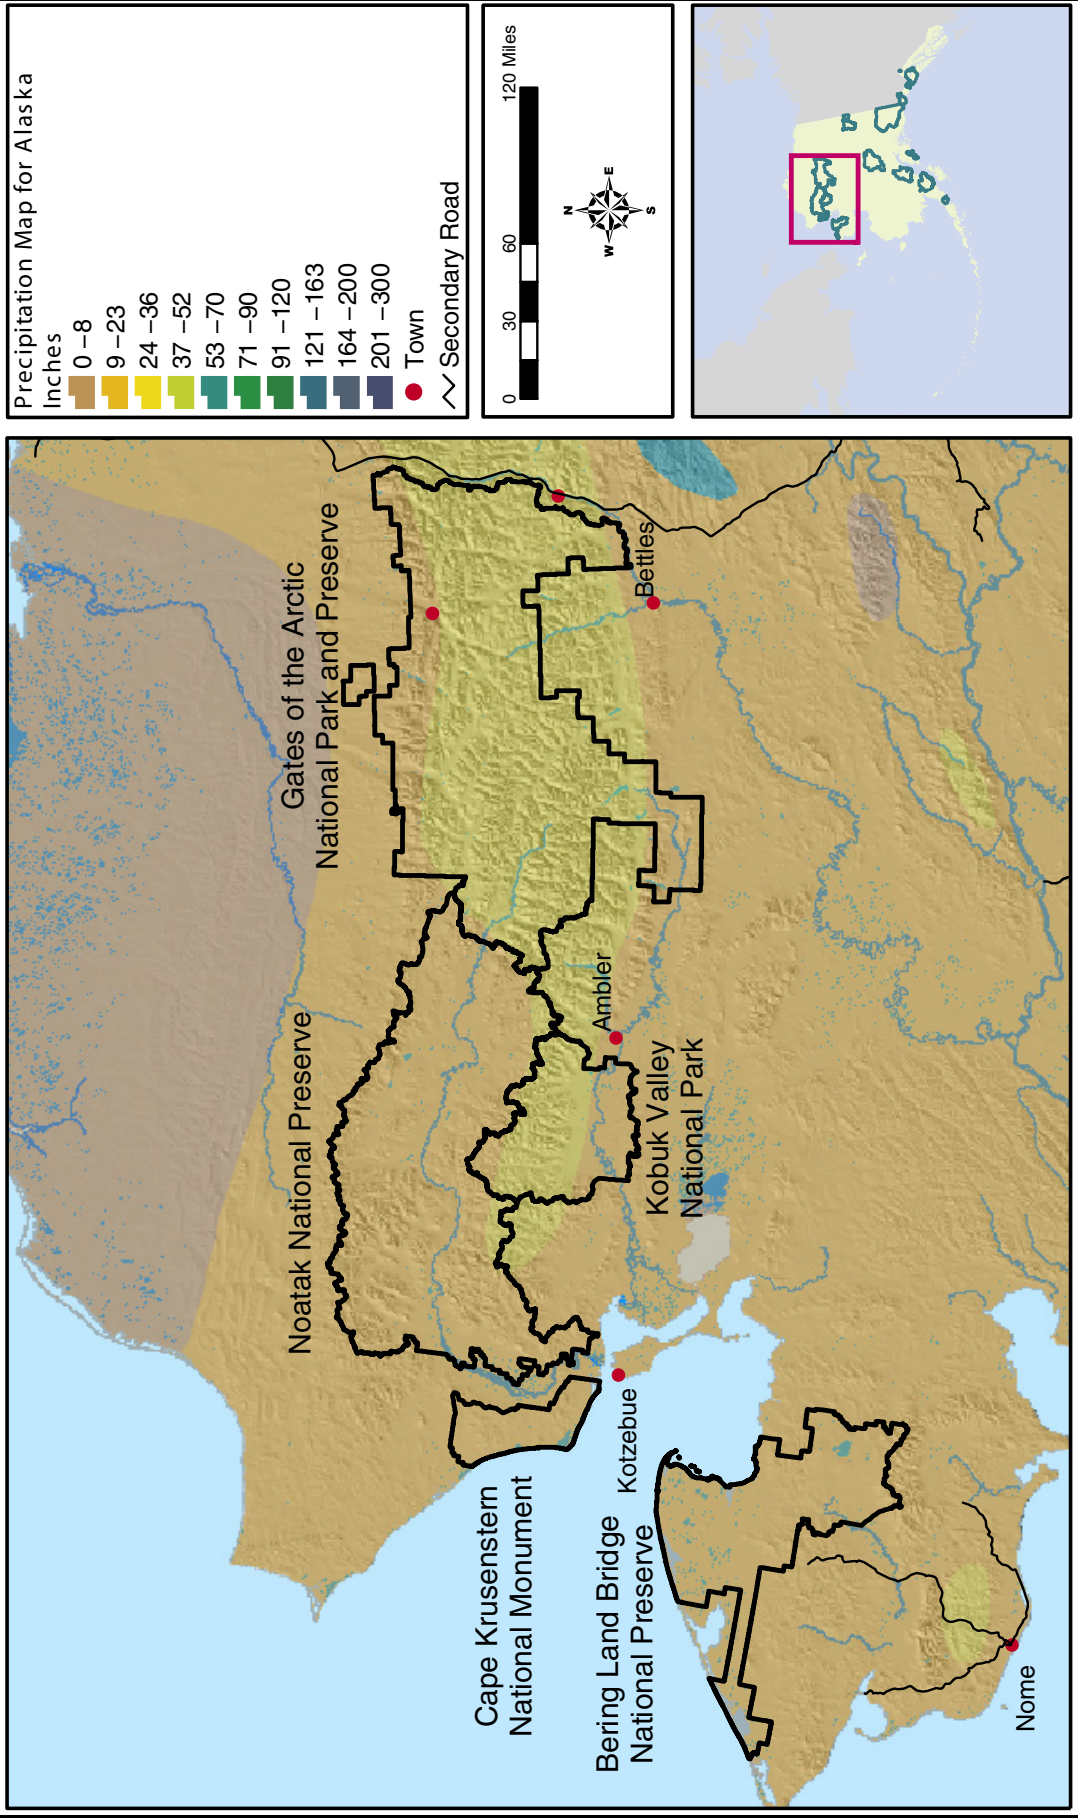 Precipitation Map for Alaska
Inches
0 –8
9 –23
24 –36
37 –52
53 –70
71 –90
91 –120
121 –163
164 –200
201 –300
Town
Secondary Road
0
30
60
120 Miles
N
W
E
S
Gates of the Arctic
National Park and Preserve
Noatak National Preserve
Bettles
Ambler
Kobuk Valley
National Park
Kotzebue
Cape Krusenstern
National Monument
Bering Land Bridge
National Preserve
Nome